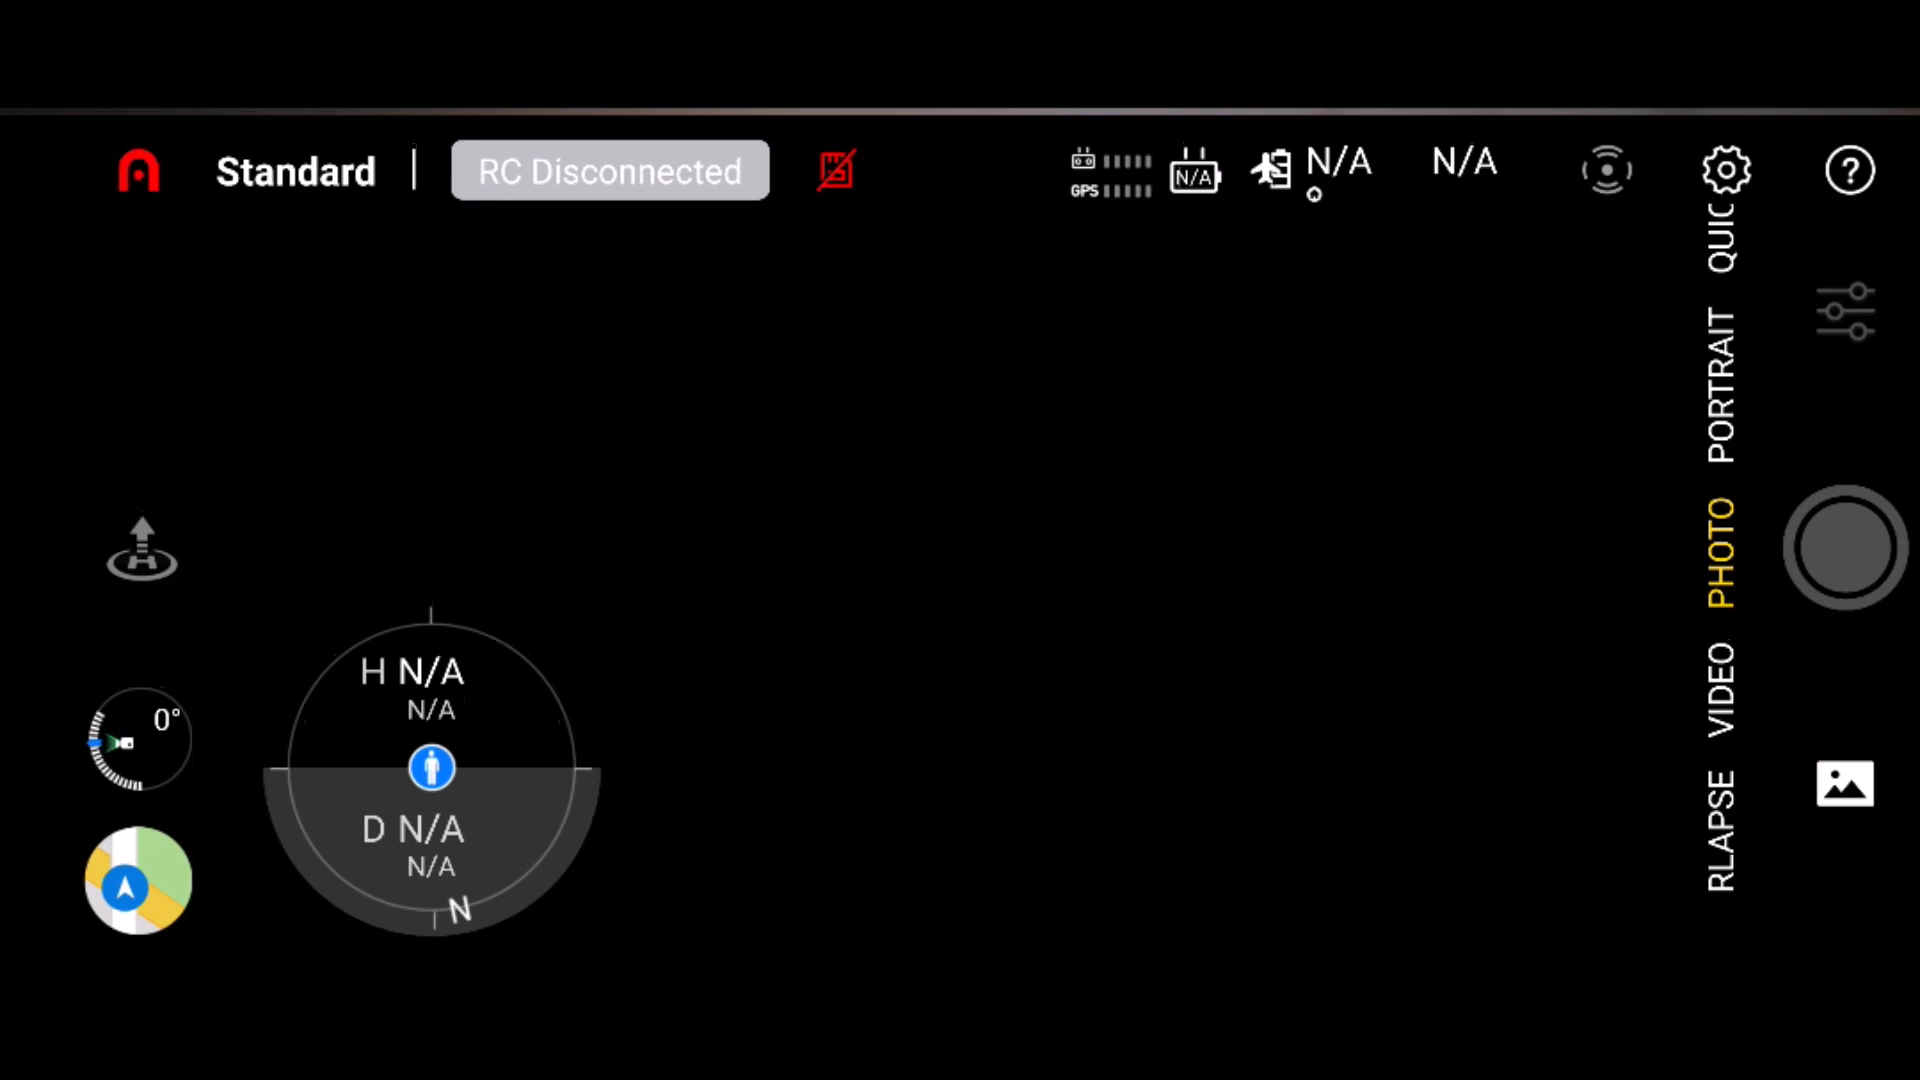 Standard
RC Disconnected
GPS
N/A
N/A
N/A
QUIC
PORTRAIT
PHOTO
VIDEO
RLAPSE
H N/A
N/A
0°
D N/A
N/A
N